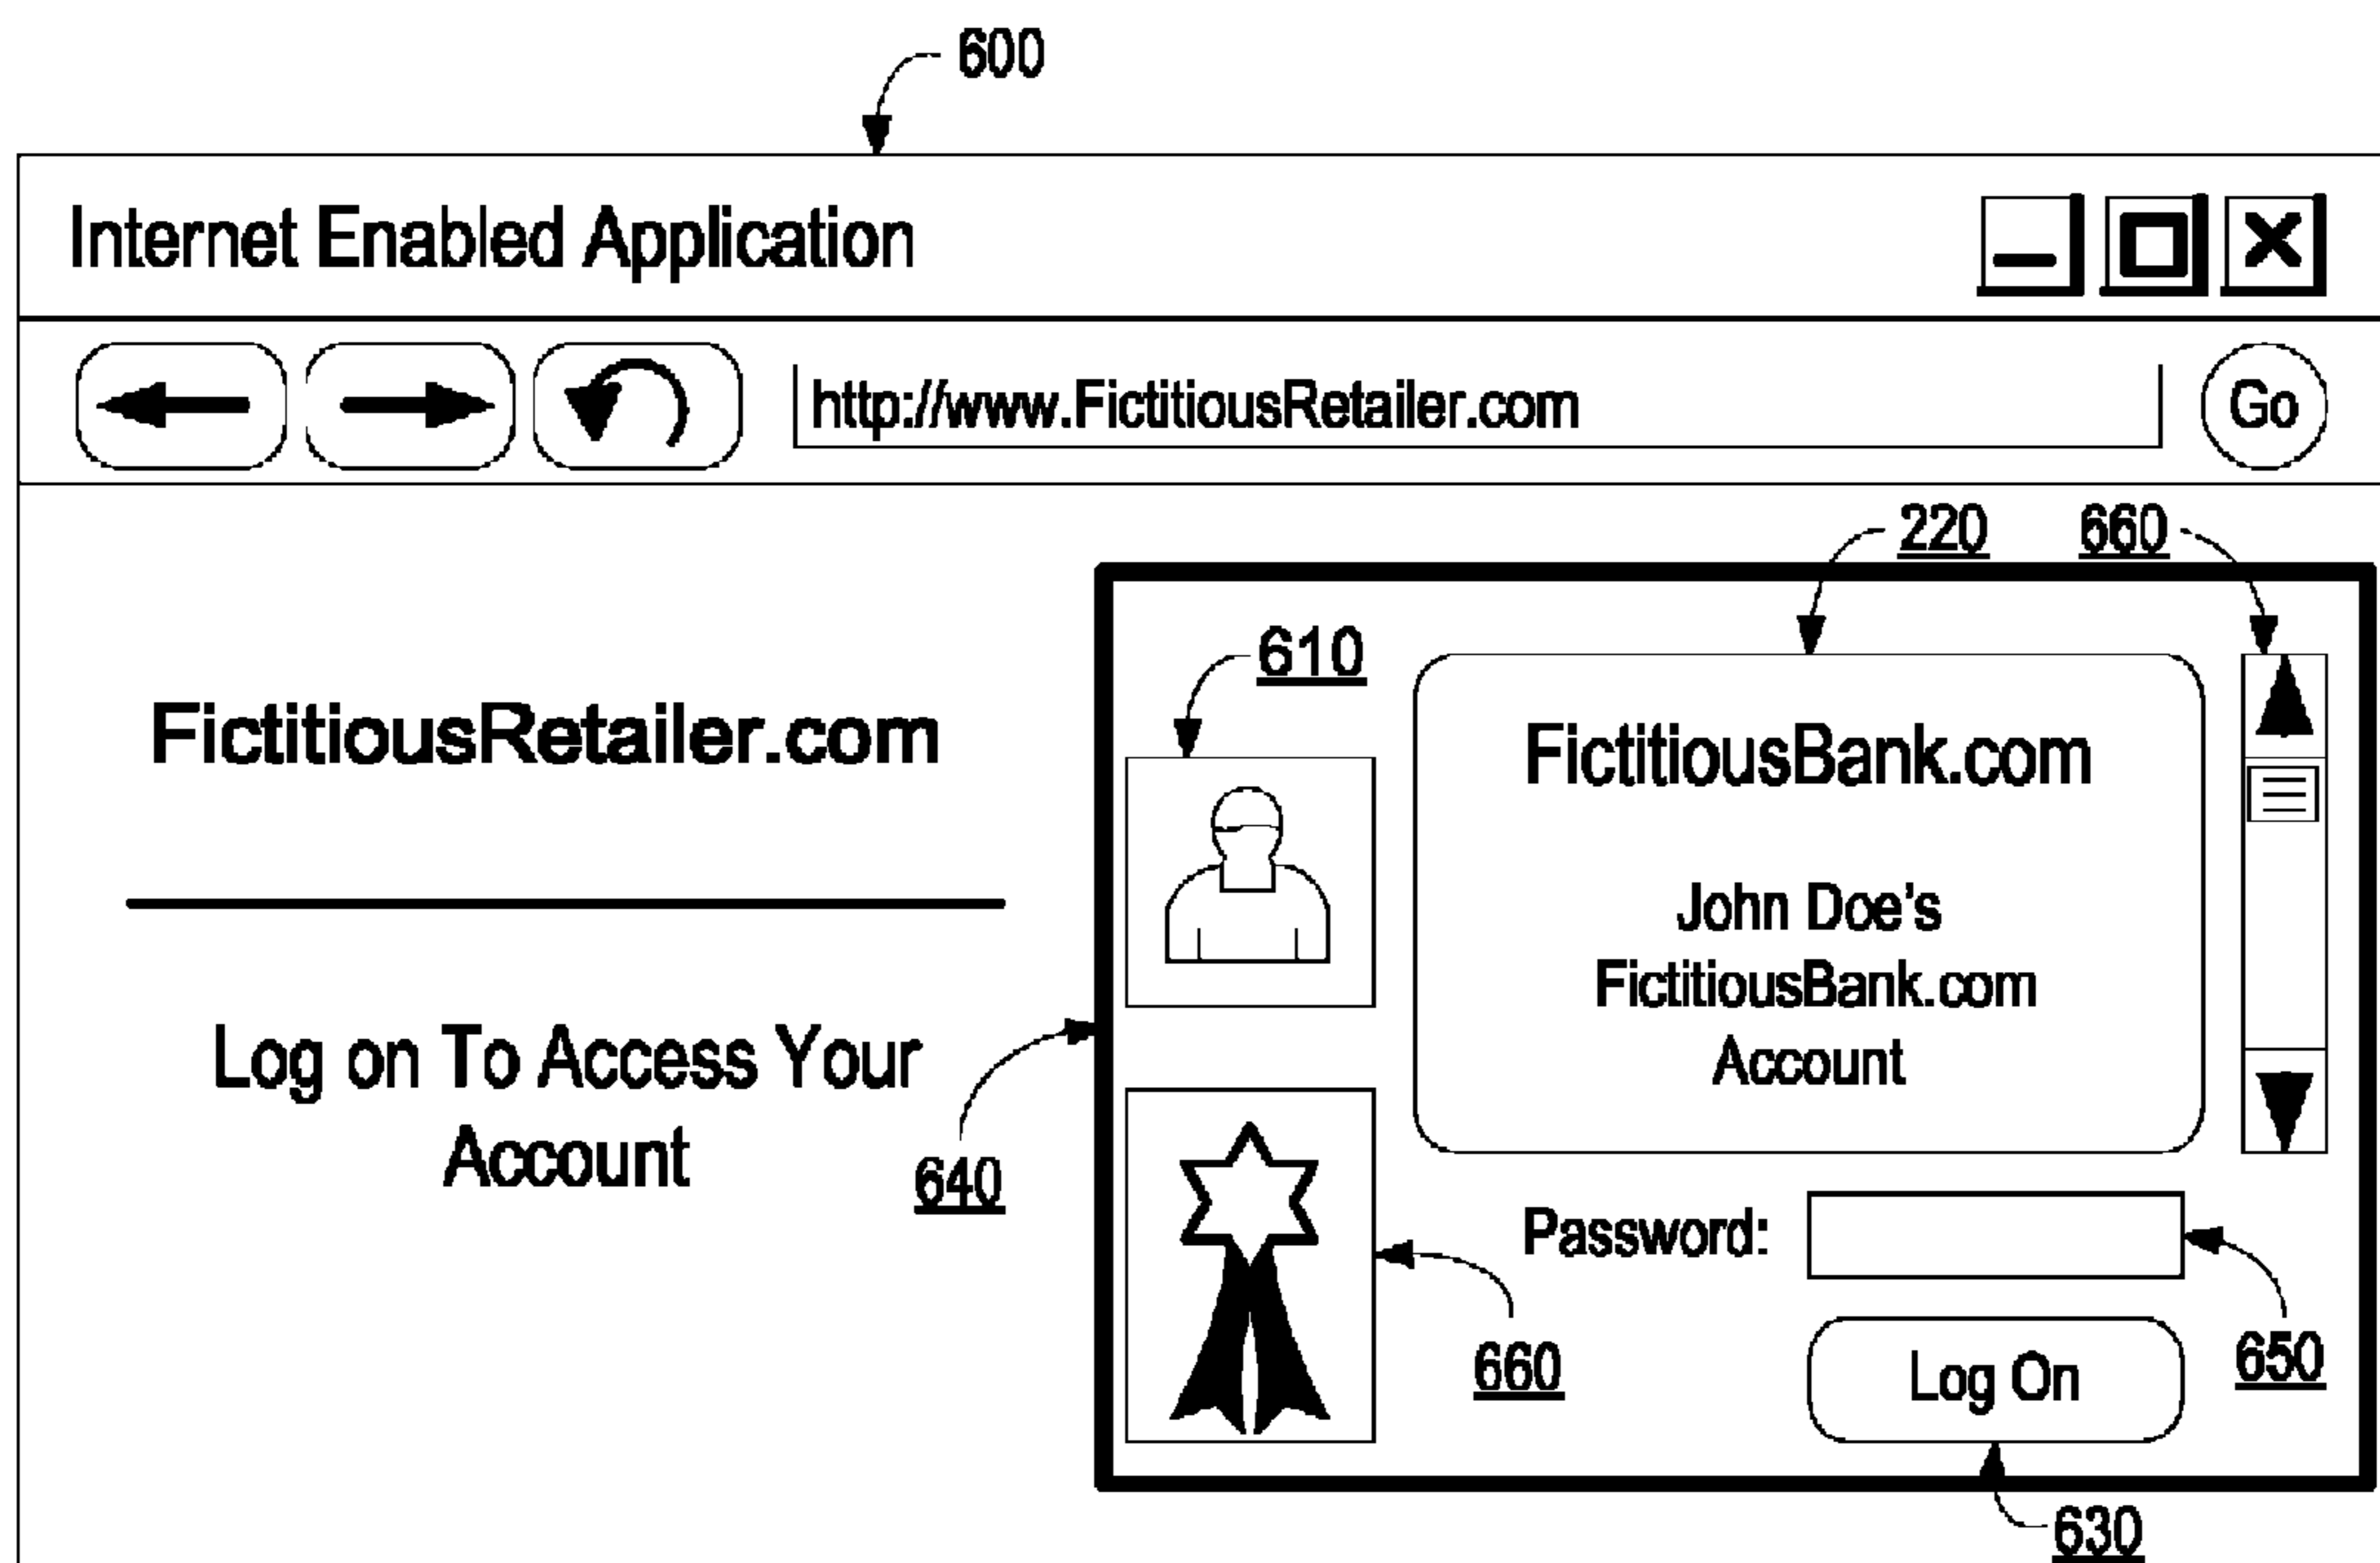 600
Internet Enabled Application
http://www.FictitiousRetailer.com
Go
220
660
610
FictitiousRetailer.com
Log on To Access Your
Account
640
FictitiousBank.com
John Doe's
FictitiousBank.com
Account
Password:
660
650
Log On
630